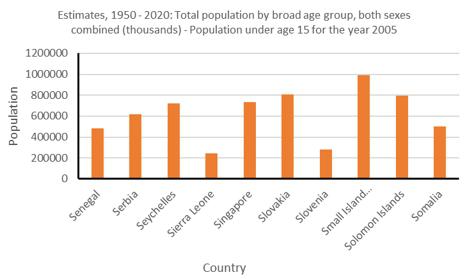 Estimates, 1950 - 2020: Total population by broad age group, both sexes
combined (thousands) - Population under age 15 for the year 2005
Population
1200000
1000000
800000
600000
400000
200000
0
Senegal
Serbia
Seychelles
Sierra Leone
Singapore
Slovakia
Slovenia
Small Island…
Solomon Islands
Somalia
Country